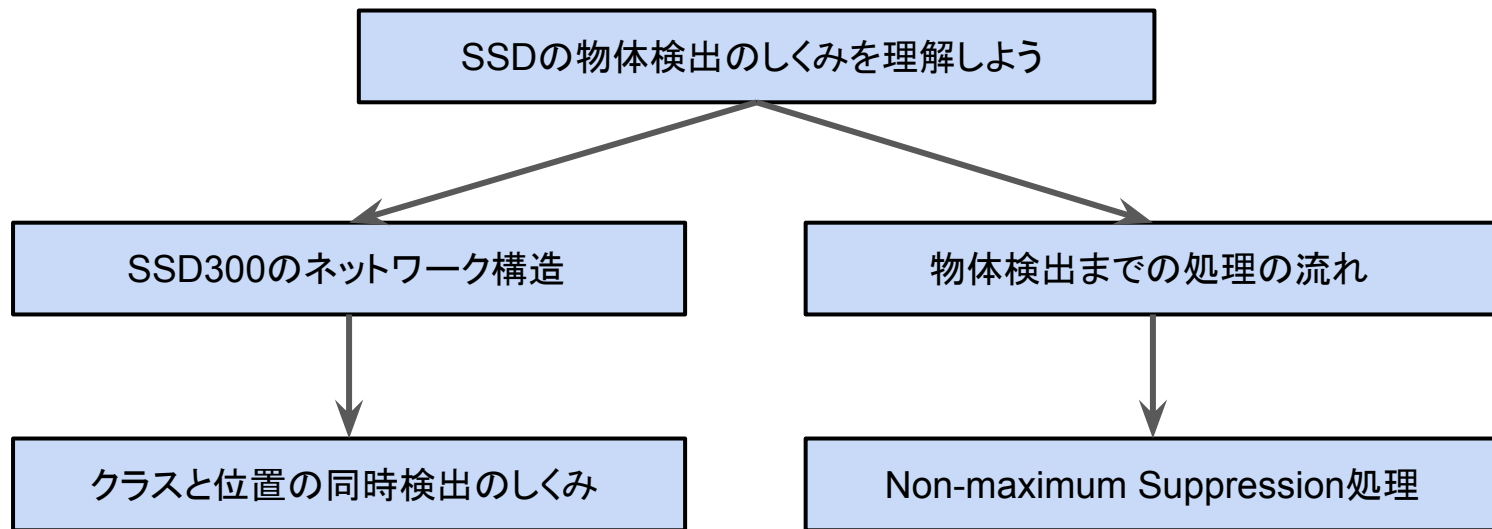 SSDの物体検出のしくみを理解しよう
SSD300のネットワーク構造
物体検出までの処理の流れ
クラスと位置の同時検出のしくみ
Non-maximum Suppression処理